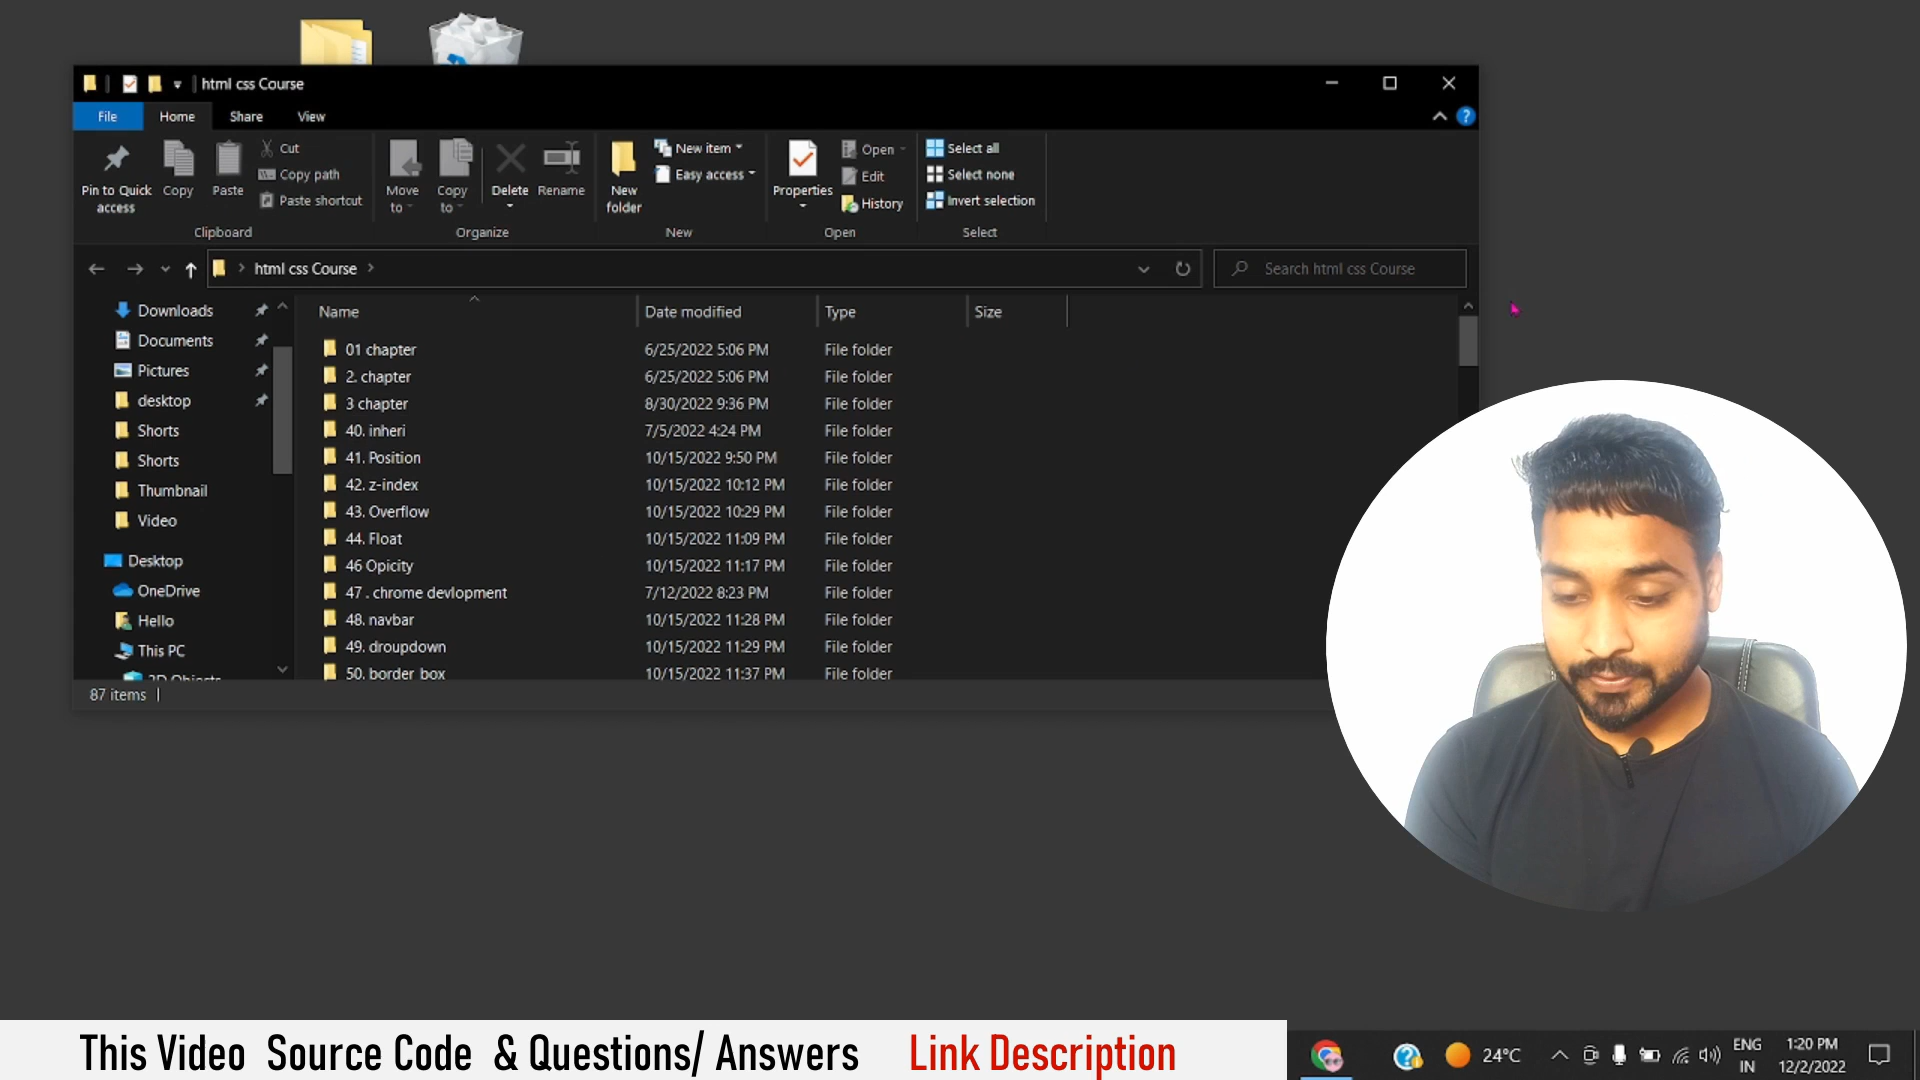 html css Course
File Home Share View
Pin to Quick access
Copy
Paste
Cut
Copy path
Paste shortcut
Clipboard
Move to
Copy to
Delete
Rename
Organize
New folder
New item
Easy access
New
Properties
Open
Edit
History
Open
Select all
Select none
Invert selection
Select
html css Course
Search html css Course
Downloads
Documents
Pictures
desktop
Shorts
Shorts
Thumbnail
Video
Desktop
OneDrive
Hello
This PC
3D Objects
Name Date modified Type Size
01 chapter 6/25/2022 5:06 PM File folder
2. chapter 6/25/2022 5:06 PM File folder
3 chapter 8/30/2022 9:36 PM File folder
40. inheri 7/5/2022 4:24 PM File folder
41. Position 10/15/2022 9:50 PM File folder
42. z-index 10/15/2022 10:12 PM File folder
43. Overflow 10/15/2022 10:29 PM File folder
44. Float 10/15/2022 11:09 PM File folder
46 Opicity 10/15/2022 11:17 PM File folder
47 . chrome devlopment 7/12/2022 8:23 PM File folder
48. navbar 10/15/2022 11:28 PM File folder
49. droupdown 10/15/2022 11:29 PM File folder
50. border box 10/15/2022 11:37 PM File folder
87 items
This Video Source Code & Questions/ Answers Link Description
24°C
ENG
IN
1:20 PM
12/2/2022